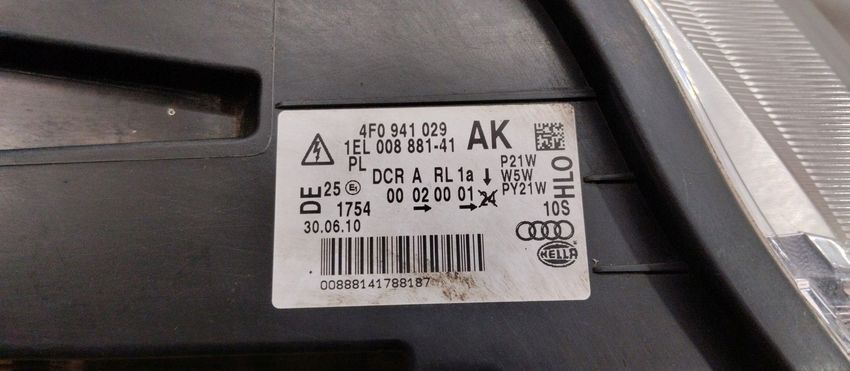 4F0 941 029 AK
1EL 008 881-41
PL DCR A RL 1a P21W
W5W
25 E1 00 02 00 01 24 PY21W
DE 1754 10S HLO
30.06.10
HELLA
00888141788187